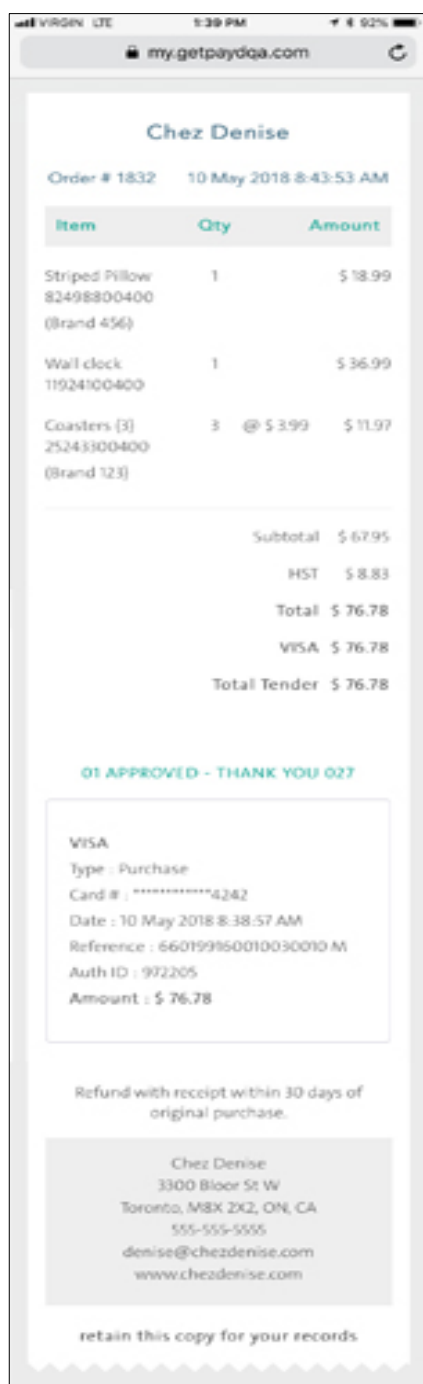 VIRGIN LTE 1:39 PM 92%
my.getpaydqa.com
Chez Denise
Order # 1832 10 May 2018 8:43:53 AM
Item Qty Amount
Striped Pillow 1 $ 18.99
82498800400
(Brand 456)
Wall clock 1 $ 36.99
11924100400
Coasters (3) 3 @ $ 3.99 $ 11.97
25243300400
(Brand 123)
Subtotal $ 67.95
HST $ 8.83
Total $ 76.78
VISA $ 76.78
Total Tender $ 76.78
01 APPROVED - THANK YOU 027
VISA
Type : Purchase
Card # : ************4242
Date : 10 May 2018 8:38:57 AM
Reference : 660199160010030010 M
Auth ID : 972205
Amount : $ 76.78
Refund with receipt within 30 days of
original purchase.
Chez Denise
3300 Bloor St W
Toronto, M8X 2X2, ON, CA
555-555-5555
denise@chezdenise.com
www.chezdenise.com
retain this copy for your records